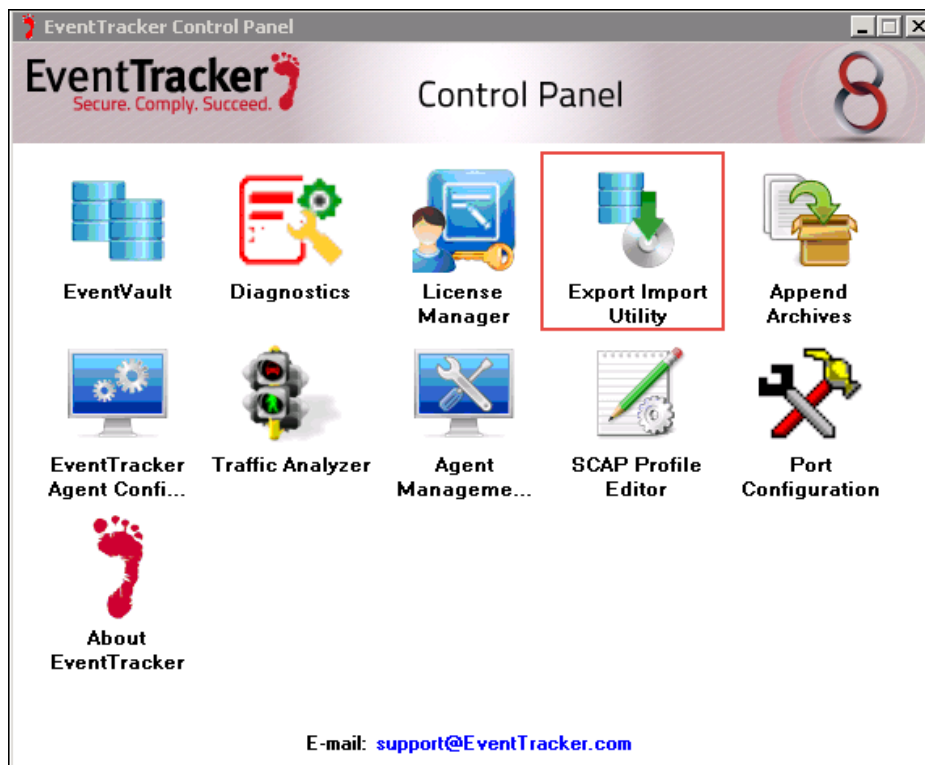 EventTracker Control Panel
EventTracker
Secure. Comply. Succeed.
Control Panel
EventVault
Diagnostics
License
Manager
Export Import
Utility
Append
Archives
EventTracker
Agent Confi...
Traffic Analyzer
Agent
Manageme...
SCAP Profile
Editor
Port
Configuration
About
EventTracker
E-mail: support@EventTracker.com